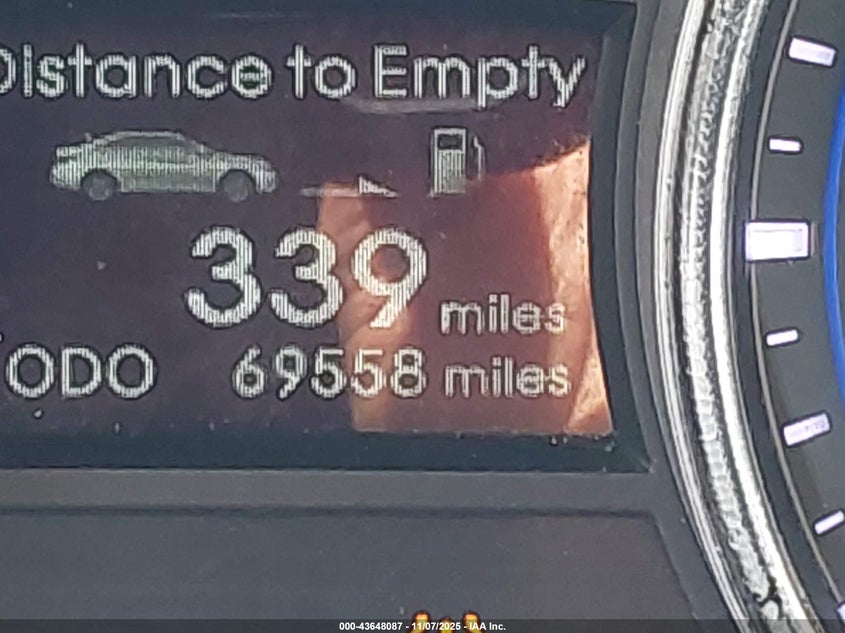 Distance to Empty
339 miles
ODO 69558 miles
000-43648087 - 11/07/2025 - IAA Inc.